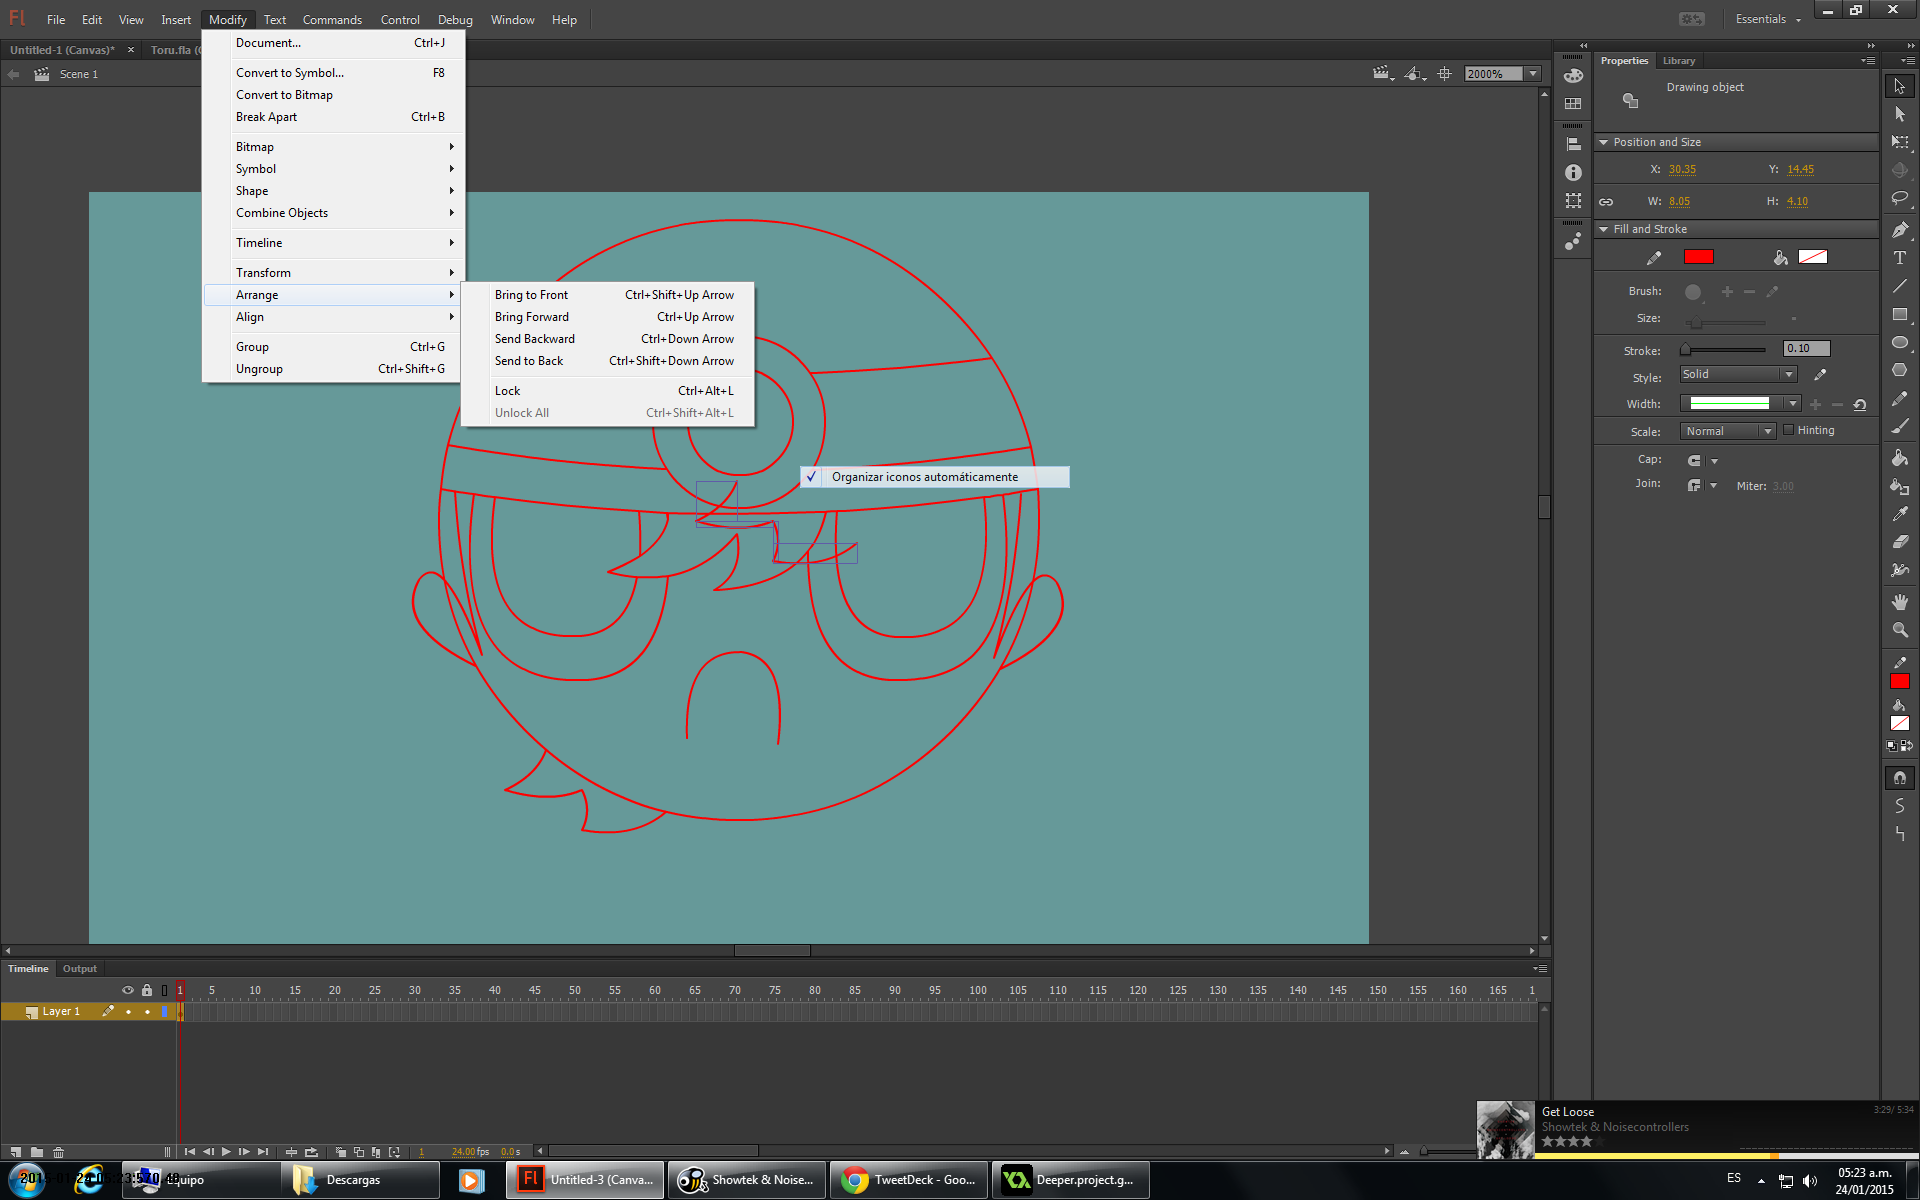 Fl File Edit View Insert Modify Text Commands Control Debug Window Help Essentials
Untitled-1 (Canvas)* × Toru.fla (
Scene 1 2000%
Document... Ctrl+J
Convert to Symbol... F8
Convert to Bitmap
Break Apart Ctrl+B
Bitmap
Symbol
Shape
Combine Objects
Timeline
Transform
Arrange
Align
Group Ctrl+G
Ungroup Ctrl+Shift+G
Bring to Front Ctrl+Shift+Up Arrow
Bring Forward Ctrl+Up Arrow
Send Backward Ctrl+Down Arrow
Send to Back Ctrl+Shift+Down Arrow
Lock Ctrl+Alt+L
Unlock All Ctrl+Shift+Alt+L
Organizar iconos automáticamente
Properties Library
Drawing object
Position and Size
X: 30.35 Y: 14.45
W: 8.05 H: 4.10
Fill and Stroke
Brush:
Size: -
Stroke: 0.10
Style: Solid
Width:
Scale: Normal Hinting
Cap:
Join: Miter: 3.00
Timeline Output
1 5 10 15 20 25 30 35 40 45 50 55 60 65 70 75 80 85 90 95 100 105 110 115 120 125 130 135 140 145 150 155 160 165 1
Layer 1
1 24.00 fps 0.0 s
Get Loose 3:29/ 5:34
Showtek & Noisecontrollers
Equipo Descargas Fl Untitled-3 (Canva... Showtek & Noise... TweetDeck - Goo... Deeper.project.g... ES
05:23 a.m.
24/01/2015